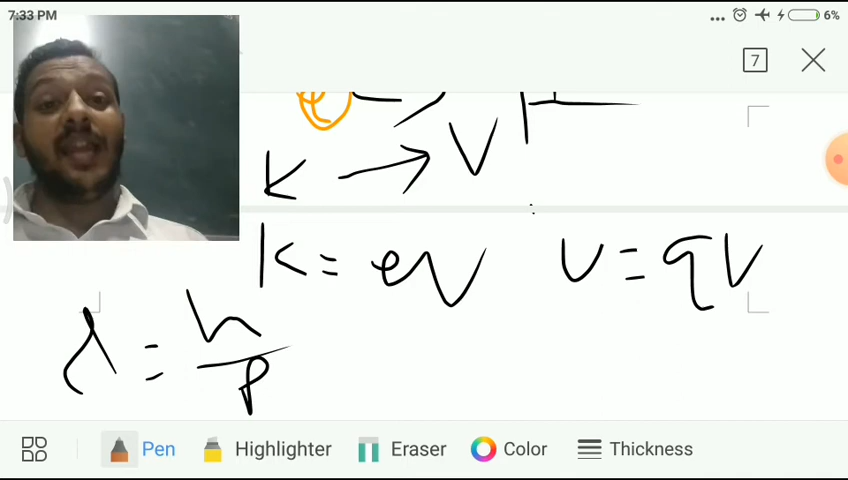 7:33 PM ... 6%
7
e →
K → V
K = eV U = qV
λ = h/p
Pen Highlighter Eraser Color Thickness